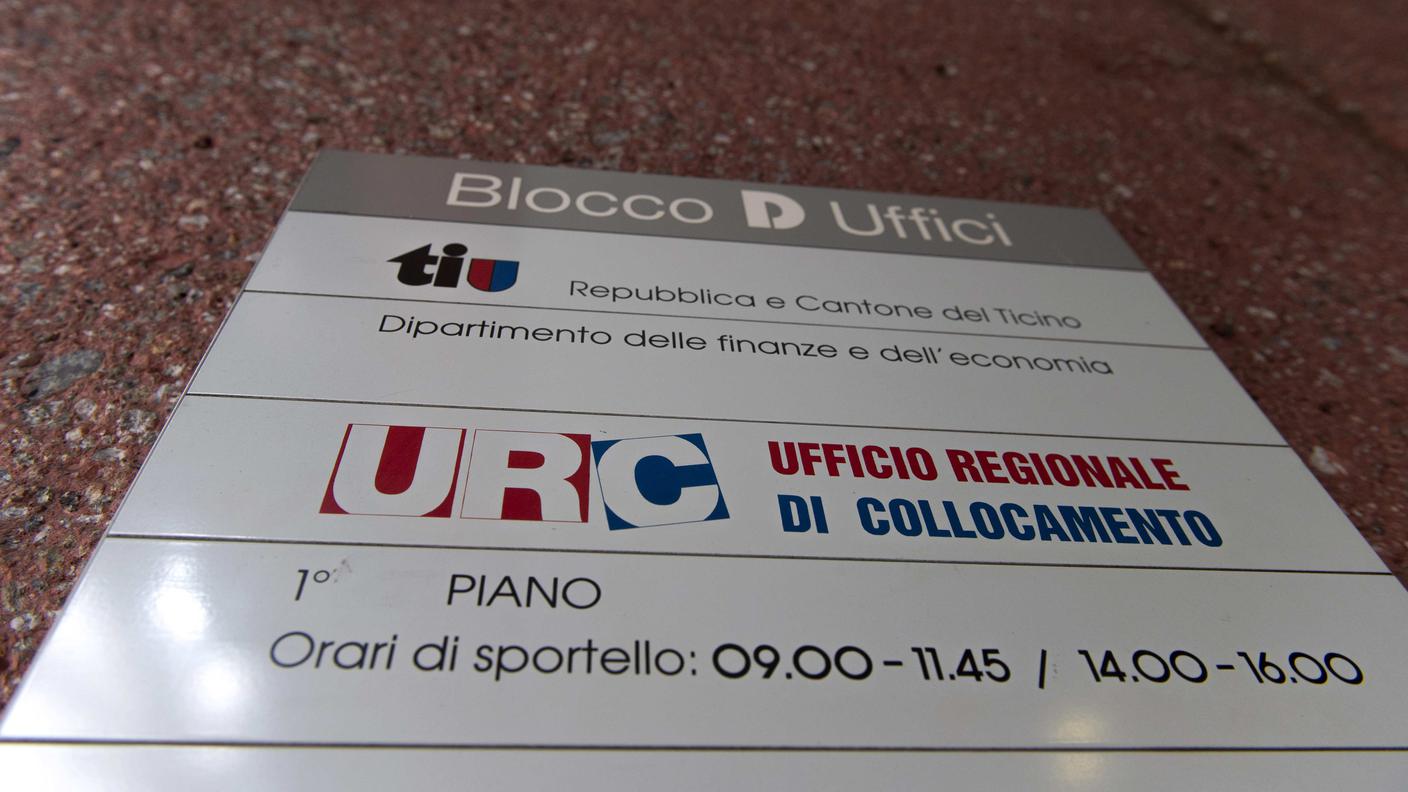 Blocco D Uffici
ti Repubblica e Cantone del Ticino
Dipartimento delle finanze e dell'economia
URC UFFICIO REGIONALE
DI COLLOCAMENTO
1° PIANO
Orari di sportello: 09.00-11.45 / 14.00-16.00